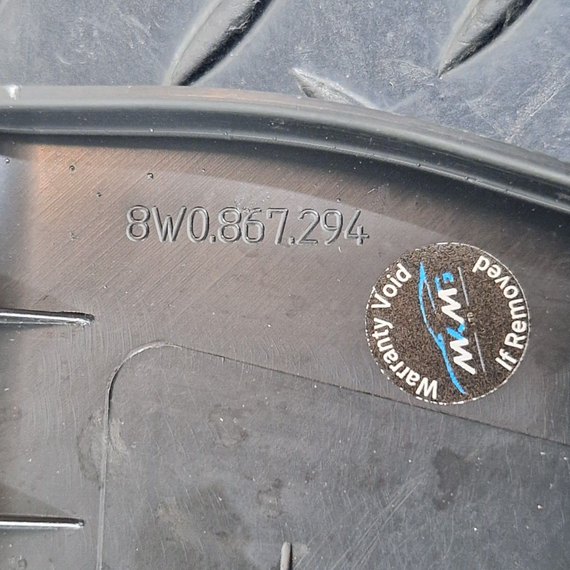 8W0.867.294
Warranty Void
If Removed